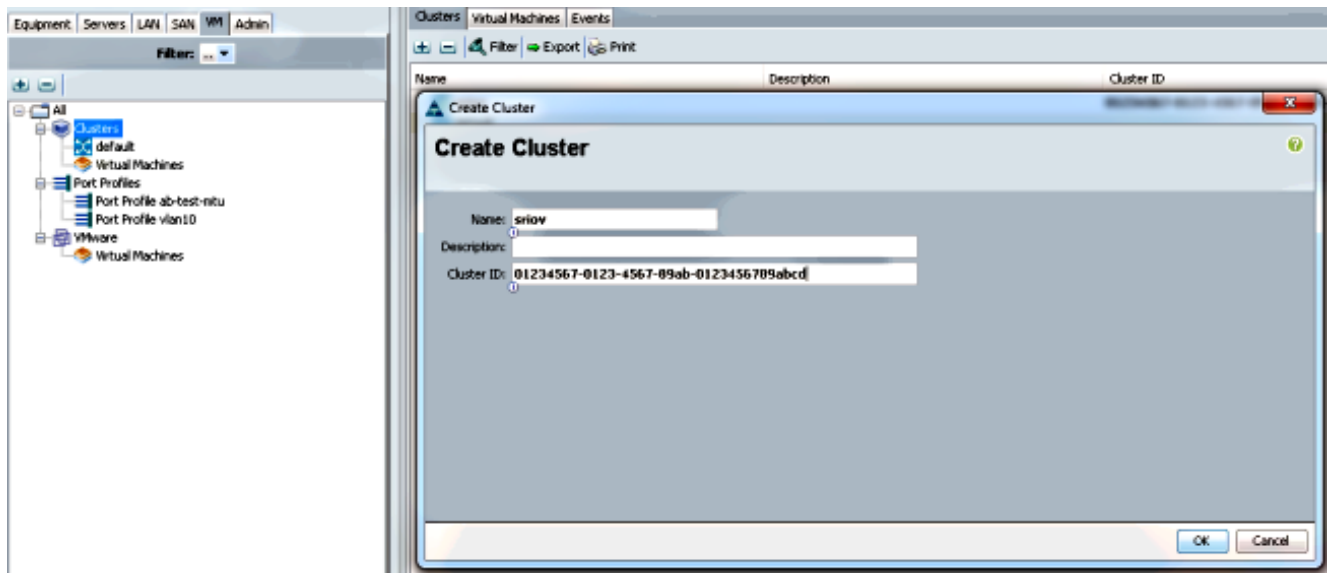 Equipment Servers LAN SAN VM Admin
Filter: ..
All
Clusters
default
Virtual Machines
Port Profiles
Port Profile ab-test-mtu
Port Profile vlan10
VMware
Virtual Machines
Clusters Virtual Machines Events
Filter Export Print
Name Description Cluster ID
Create Cluster
Create Cluster
Name: sriov
Description:
Cluster ID: 01234567-0123-4567-89ab-0123456789abcd
OK Cancel